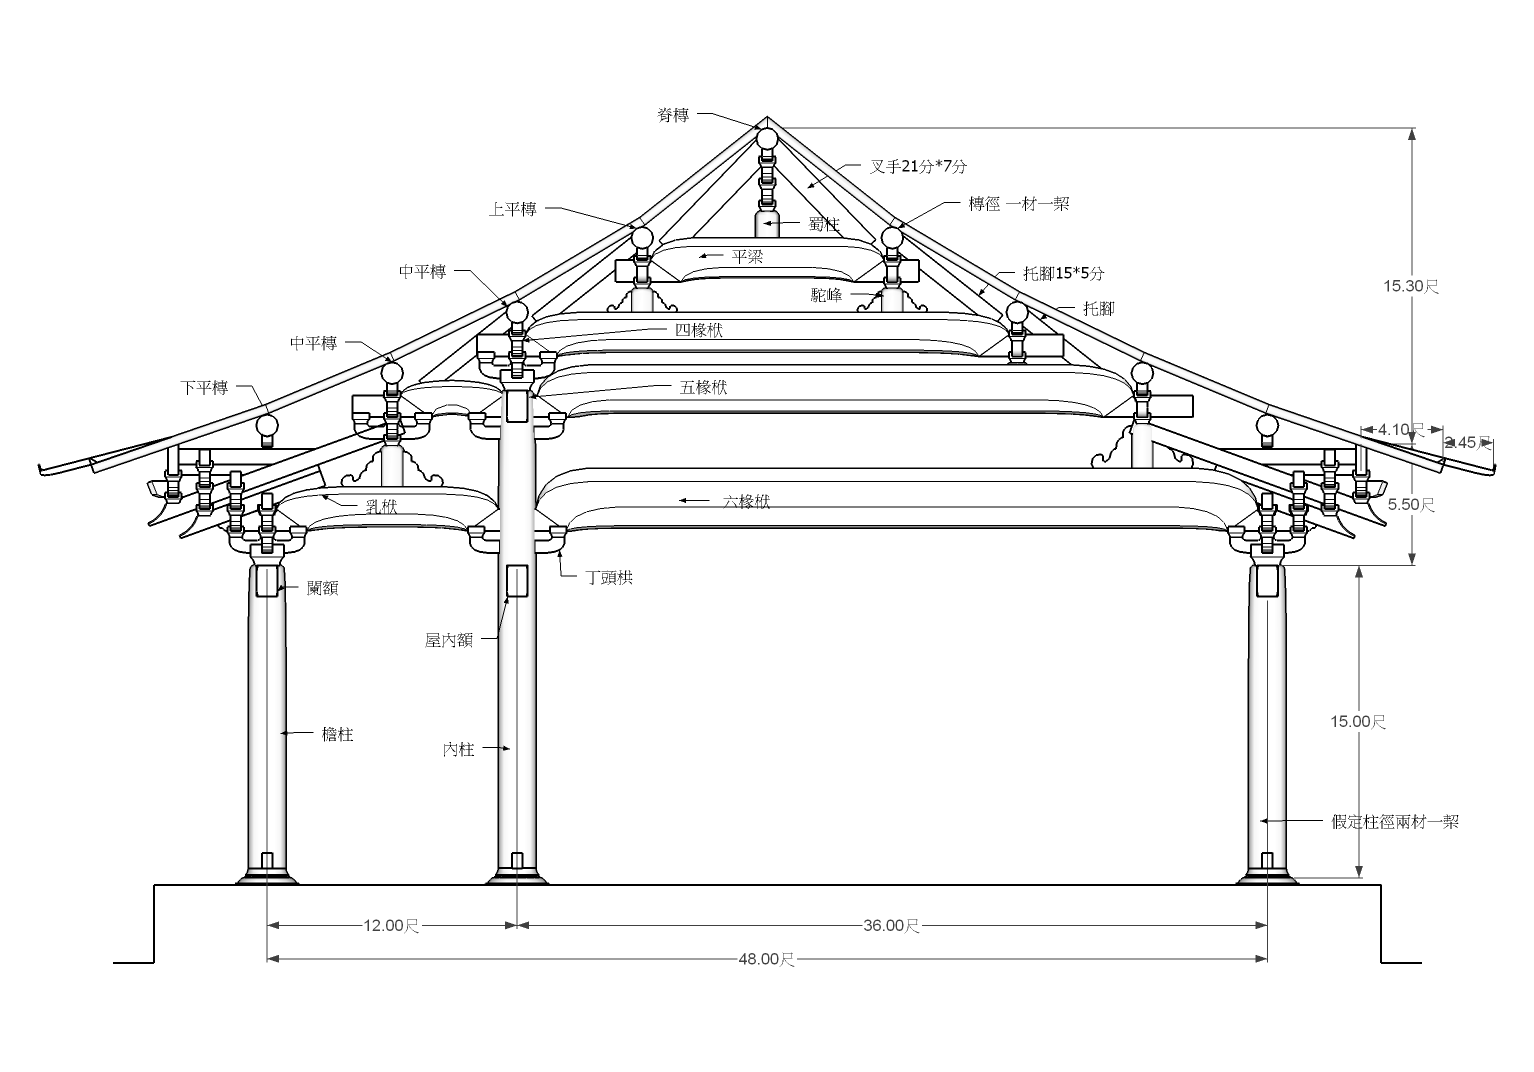 脊槫
叉手21分*7分
上平槫
槫徑 一材一栔
蜀柱
平梁
中平槫
托腳15*5分
15.30尺
駝峰
托腳
四椽栿
中平槫
下平槫
五椽栿
4.10尺
2.45尺
乳栿
六椽栿
5.50尺
丁頭栱
闌額
屋內額
15.00尺
檐柱
內柱
假定柱徑兩材一栔
12.00尺
36.00尺
48.00尺